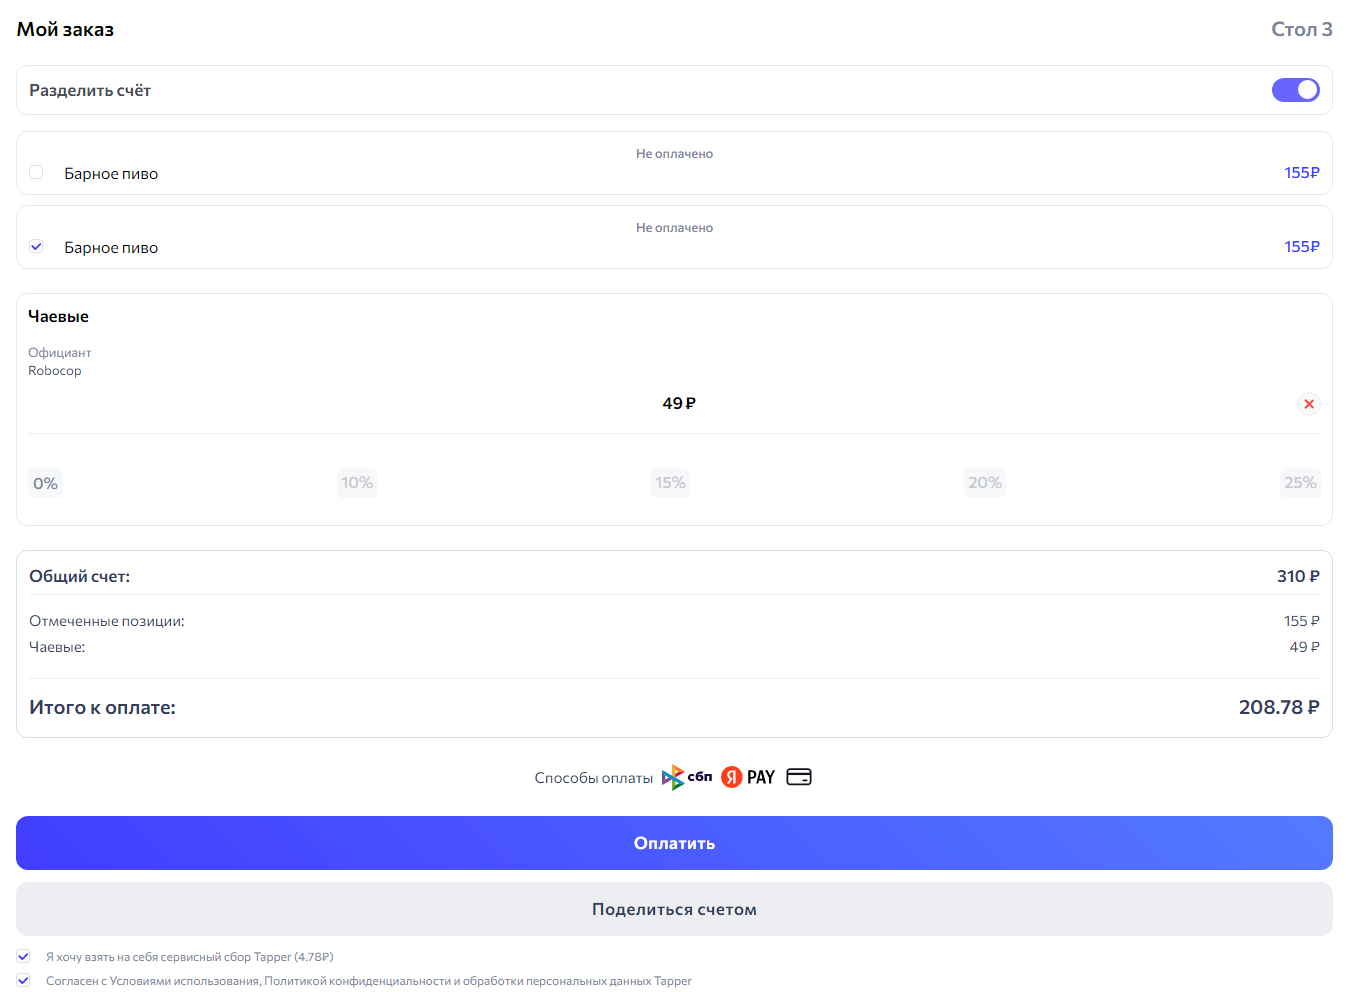 Мой заказ
Стол 3
Разделить счёт
Не оплачено
Барное пиво
155₽
Не оплачено
Барное пиво
155₽
Чаевые
Официант
Robocop
49 ₽
0%
10%
15%
20%
25%
Общий счет:
310 ₽
Отмеченные позиции:
155 ₽
Чаевые:
49 ₽
Итого к оплате:
208.78 ₽
Способы оплаты
сбп
Я PAY
Оплатить
Поделиться счетом
Я хочу взять на себя сервисный сбор Tapper (4.78₽)
Согласен с Условиями использования, Политикой конфиденциальности и обработки персональных данных Tapper